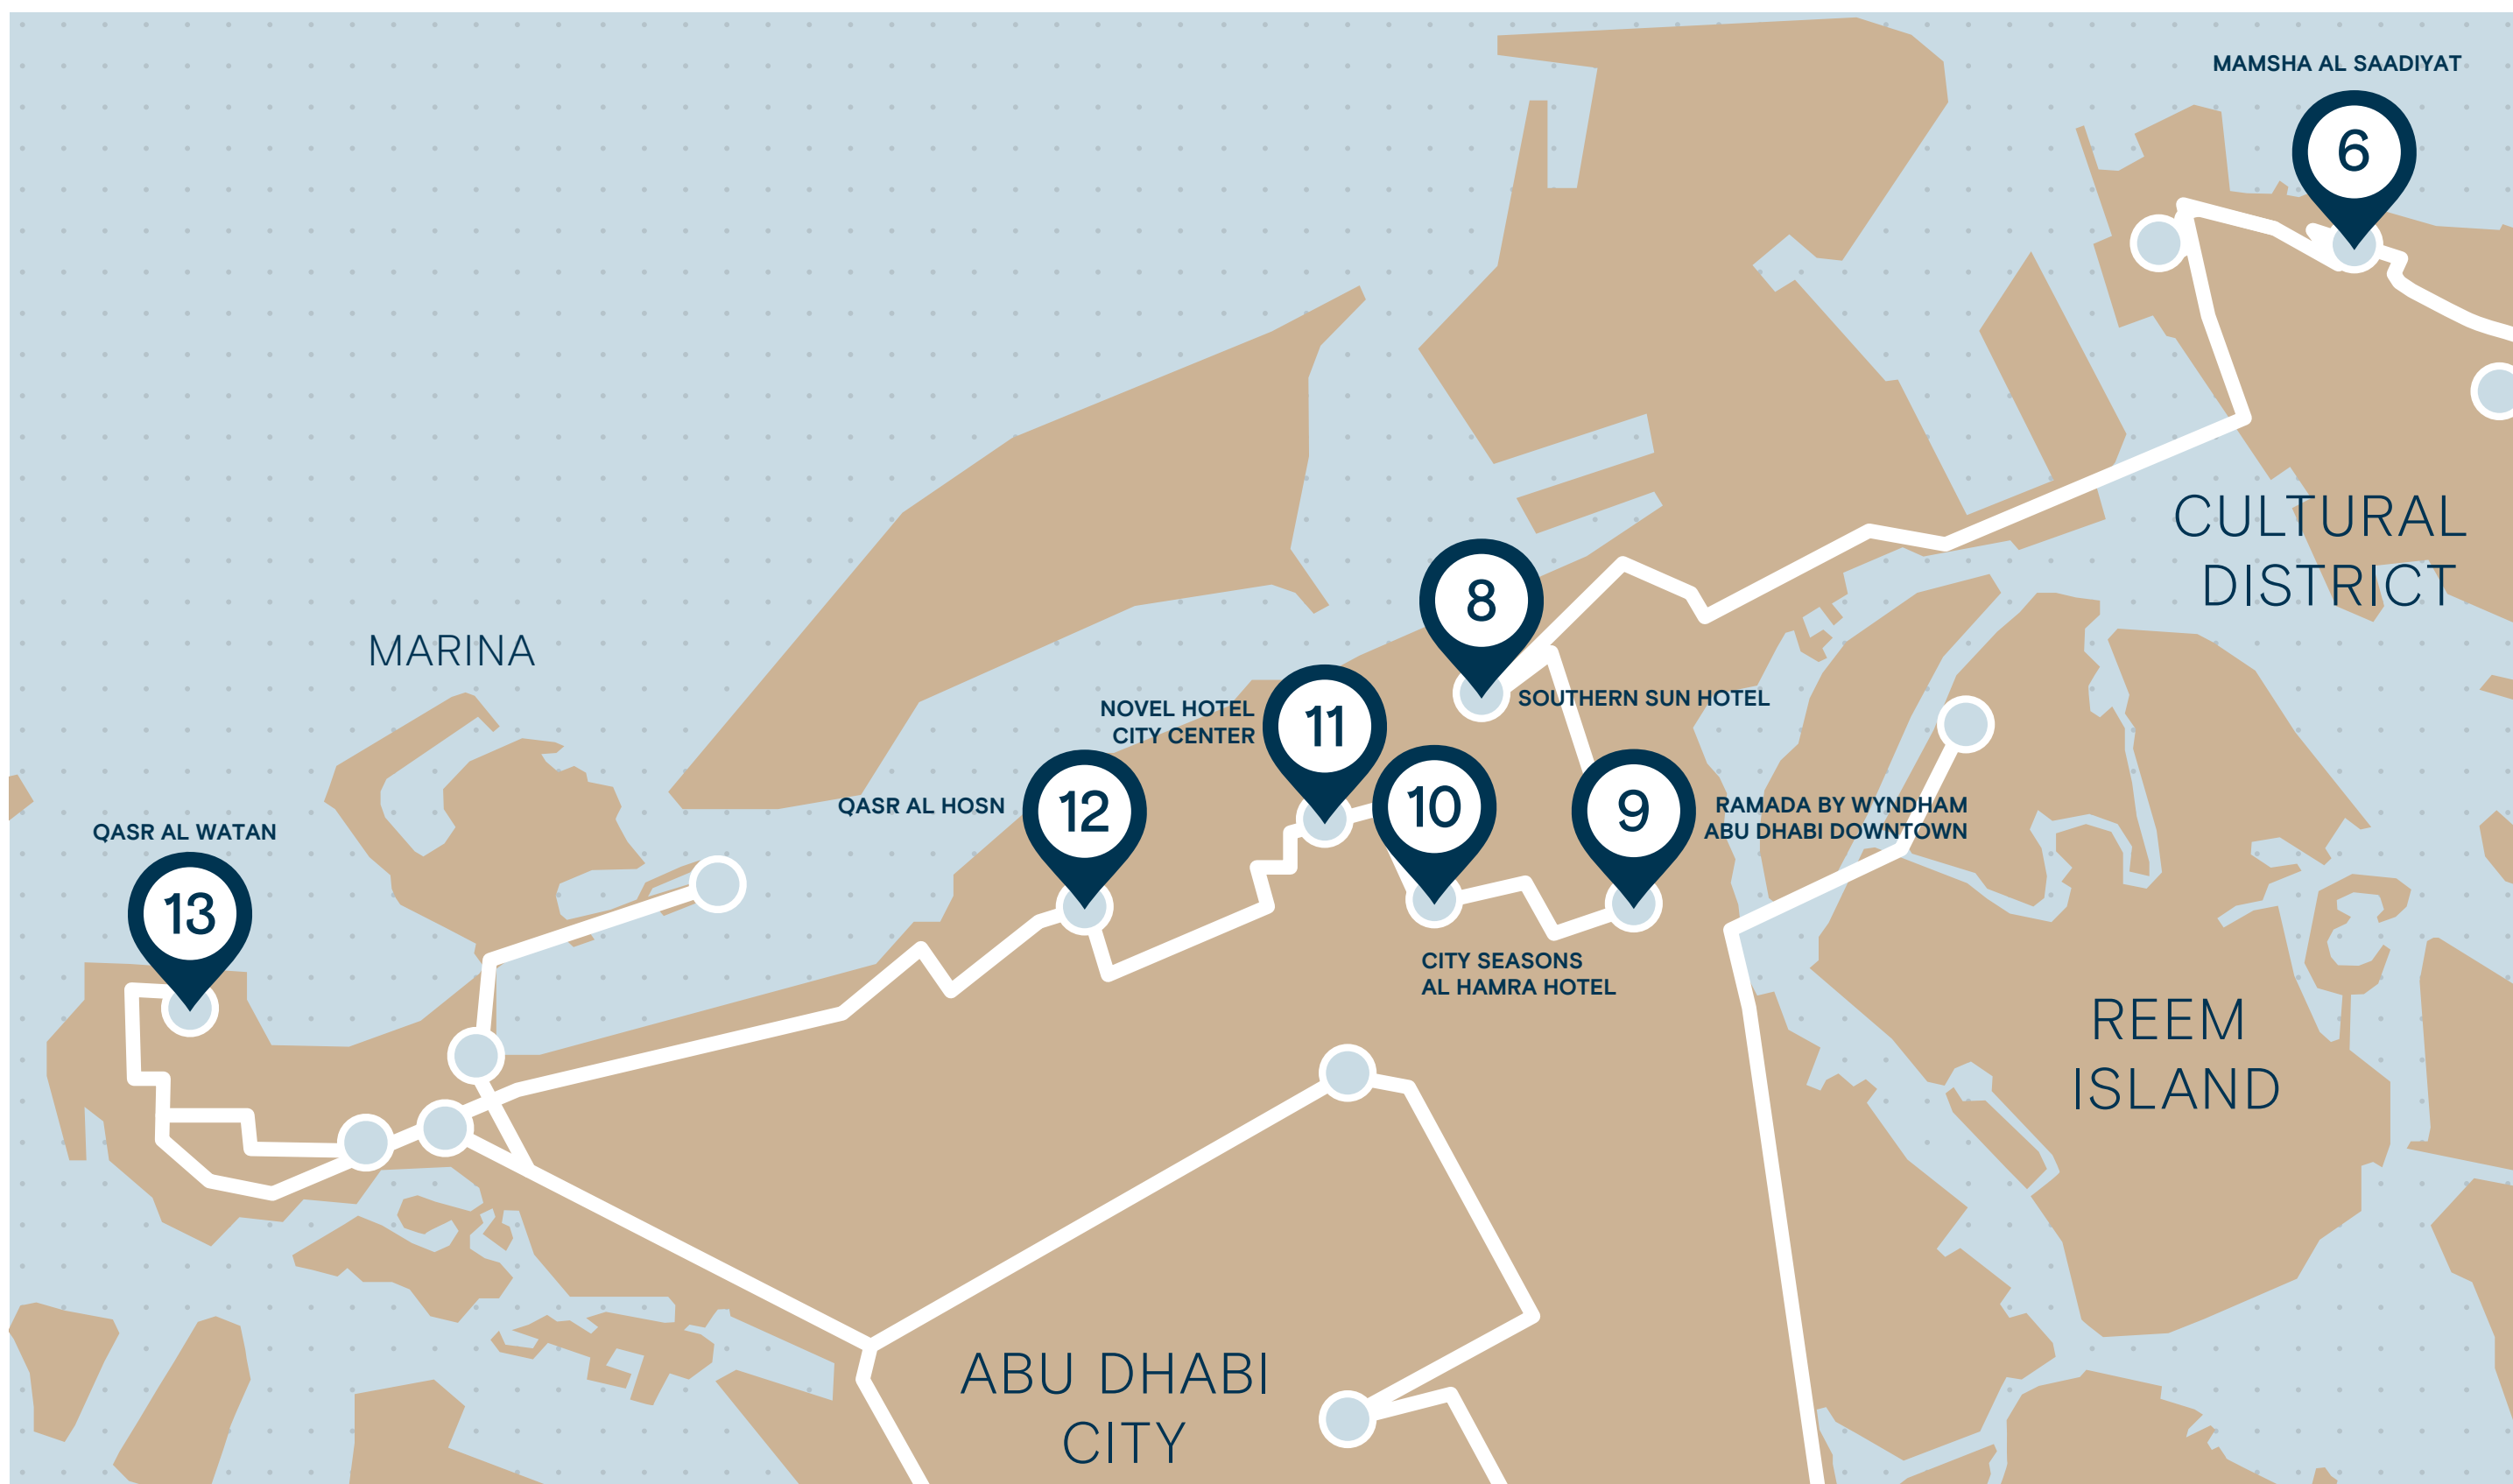 MAMSHA AL SAADIYAT
6
CULTURAL
DISTRICT
8
MARINA
SOUTHERN SUN HOTEL
NOVEL HOTEL
CITY CENTER
11
QASR AL HOSN
12
10
9
RAMADA BY WYNDHAM
ABU DHABI DOWNTOWN
QASR AL WATAN
13
CITY SEASONS
AL HAMRA HOTEL
REEM
ISLAND
ABU DHABI
CITY